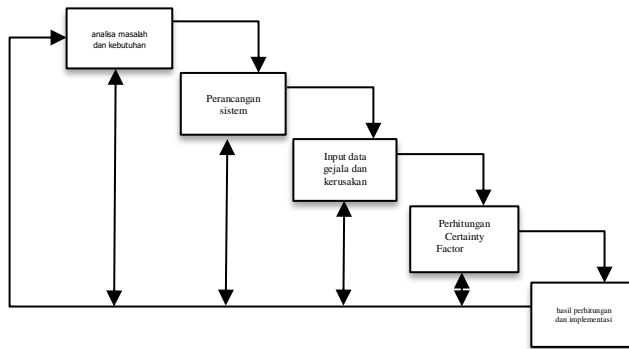 analisa masalah
dan kebutuhan
Perancangan
sistem
Input data
gejala dan
kerusakan
Perhitungan
Certainty
Factor
hasil perhitungan
dan implementasi